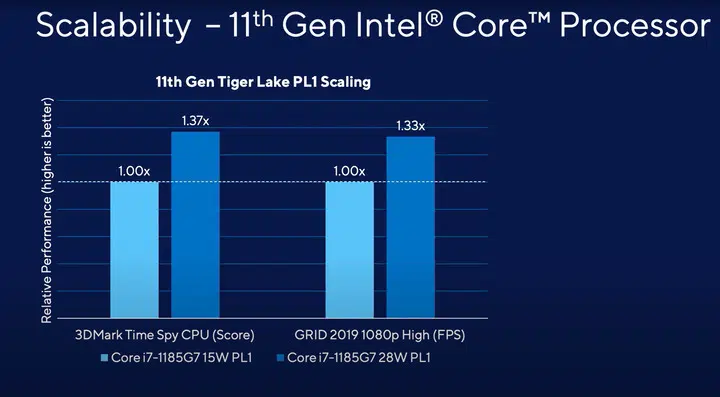 Scalability – 11th Gen Intel® Core™ Processor
11th Gen Tiger Lake PL1 Scaling
Relative Performance (higher is better)
1.00x
1.37x
1.00x
1.33x
3DMark Time Spy CPU (Score)
GRID 2019 1080p High (FPS)
Core i7-1185G7 15W PL1
Core i7-1185G7 28W PL1